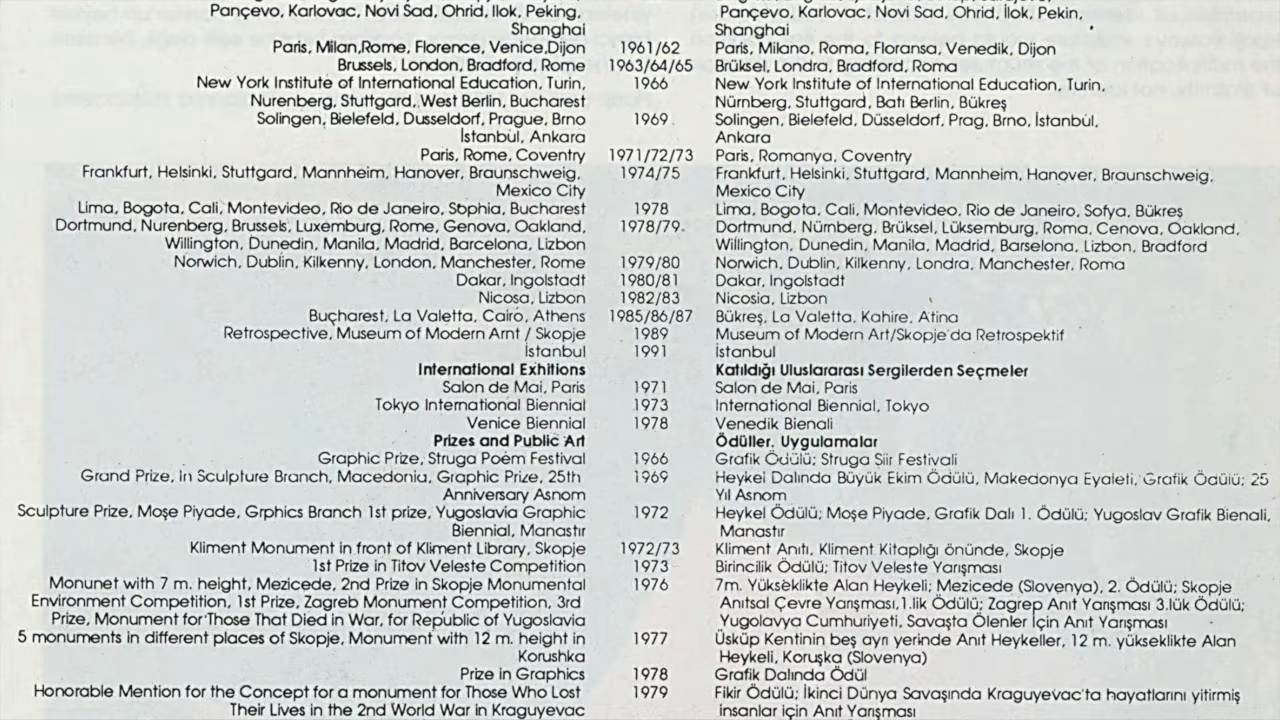 Pançevo, Karlovac, Novi Sad, Ohrid, Ilok, Peking, Pançevo, Karlovac, Novi Sad, Ohrid, İlok, Pekin,
Shanghai Shanghai
Paris, Milan,Rome, Florence, Venice,Dijon 1961/62 Paris, Milano, Roma, Floransa, Venedik, Dijon
Brussels, London, Bradford, Rome 1963/64/65 Brüksel, Londra, Bradford, Roma
New York Institute of International Education, Turin, 1966 New York Institute of International Education, Turin,
Nurenberg, Stuttgard, West Berlin, Bucharest Nürnberg, Stuttgard, Batı Berlin, Bükreş
Solingen, Bielefeld, Dusseldorf, Prague, Brno 1969 Solingen, Bielefeld, Düsseldorf, Prag, Brno, İstanbul,
İstanbul, Ankara Ankara
Paris, Rome, Coventry 1971/72/73 Paris, Romanya, Coventry
Frankfurt, Helsinki, Stuttgard, Mannheim, Hanover, Braunschweig, 1974/75 Frankfurt, Helsinki, Stuttgard, Mannheim, Hanover, Braunschweig,
Mexico City Mexico City
Lima, Bogota, Cali, Montevideo, Rio de Janeiro, Sophia, Bucharest 1978 Lima, Bogota, Cali, Montevideo, Rio de Janeiro, Sofya, Bükreş
Dortmund, Nurenberg, Brussels, Luxemburg, Rome, Genova, Oakland, 1978/79 Dortmund, Nürnberg, Brüksel, Lüksemburg, Roma, Cenova, Oakland,
Willington, Dunedin, Manila, Madrid, Barcelona, Lizbon Willington, Dunedin, Manila, Madrid, Barselona, Lizbon, Bradford
Norwich, Dublin, Kilkenny, London, Manchester, Rome 1979/80 Norwich, Dublin, Kilkenny, Londra, Manchester, Roma
Dakar, Ingolstadt 1980/81 Dakar, Ingolstadt
Nicosa, Lizbon 1982/83 Nicosia, Lizbon
Buçharest, La Valetta, Cairo, Athens 1985/86/87 Bükreş, La Valetta, Kahire, Atina
Retrospective, Museum of Modern Arnt / Skopje 1989 Museum of Modern Art/Skopje'da Retrospektif
İstanbul 1991 İstanbul
International Exhitions Katıldığı Uluslararası Sergilerden Seçmeler
Salon de Mai, Paris 1971 Salon de Mai, Paris
Tokyo International Biennial 1973 International Biennial, Tokyo
Venice Biennial 1978 Venedik Bienali
Prizes and Public Art Ödüller, Uygulamalar
Graphic Prize, Struga Poem Festival 1966 Grafik Ödülü; Struga Şiir Festivali
Grand Prize, in Sculpture Branch, Macedonia, Graphic Prize, 25th 1969 Heykel Dalında Büyük Ekim Ödülü, Makedonya Eyaleti, Grafik Ödülü; 25
Anniversary Asnom Yıl Asnom
Sculpture Prize, Moşe Piyade, Grphics Branch 1st prize, Yugoslavia Graphic 1972 Heykel Ödülü; Moşe Piyade, Grafik Dalı 1. Ödülü; Yugoslav Grafik Bienali,
Biennial, Manastır Manastır
Kliment Monument in front of Kliment Library, Skopje 1972/73 Kliment Anıtı, Kliment Kitaplığı önünde, Skopje
1st Prize in Titov Veleste Competition 1973 Birincilik Ödülü; Titov Veleste Yarışması
Monunet with 7 m. height, Mezicede, 2nd Prize in Skopje Monumental 1976 7m. Yükseklikte Alan Heykeli; Mezicede (Slovenya), 2. Ödülü; Skopje
Environment Competition, 1st Prize, Zagreb Monument Competition, 3rd Anıtsal Çevre Yarışması,1.lik Ödülü; Zagrep Anıt Yarışması 3.lük Ödülü;
Prize, Monument for Those That Died in War, for Republic of Yugoslavia Yugolavya Cumhuriyeti, Savaşta Ölenler İçin Anıt Yarışması
5 monuments in different places of Skopje, Monument with 12 m. height in 1977 Üsküp Kentinin beş ayrı yerinde Anıt Heykeller, 12 m. yükseklikte Alan
Korushka Heykeli, Koruşka (Slovenya)
Prize in Graphics 1978 Grafik Dalında Ödül
Honorable Mention for the Concept for a monument for Those Who Lost 1979 Fikir Ödülü; İkinci Dünya Savaşında Kraguyevac'ta hayatlarını yitirmiş
Their Lives in the 2nd World War in Kraguyevac insanlar için Anıt Yarışması